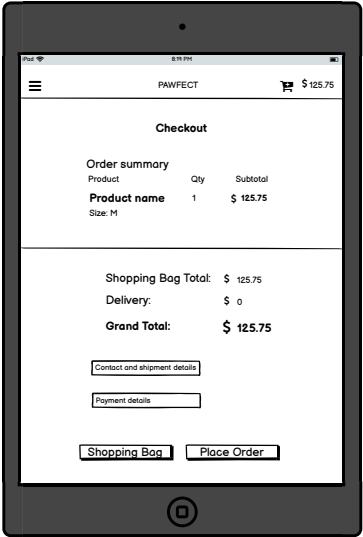 iPad 8:19 PM
PAWFECT $ 125.75
Checkout
Order summary
Product Qty Subtotal
Product name 1 $ 125.75
Size: M
Shopping Bag Total: $ 125.75
Delivery: $ 0
Grand Total: $ 125.75
Contact and shipment details
Payment details
Shopping Bag Place Order